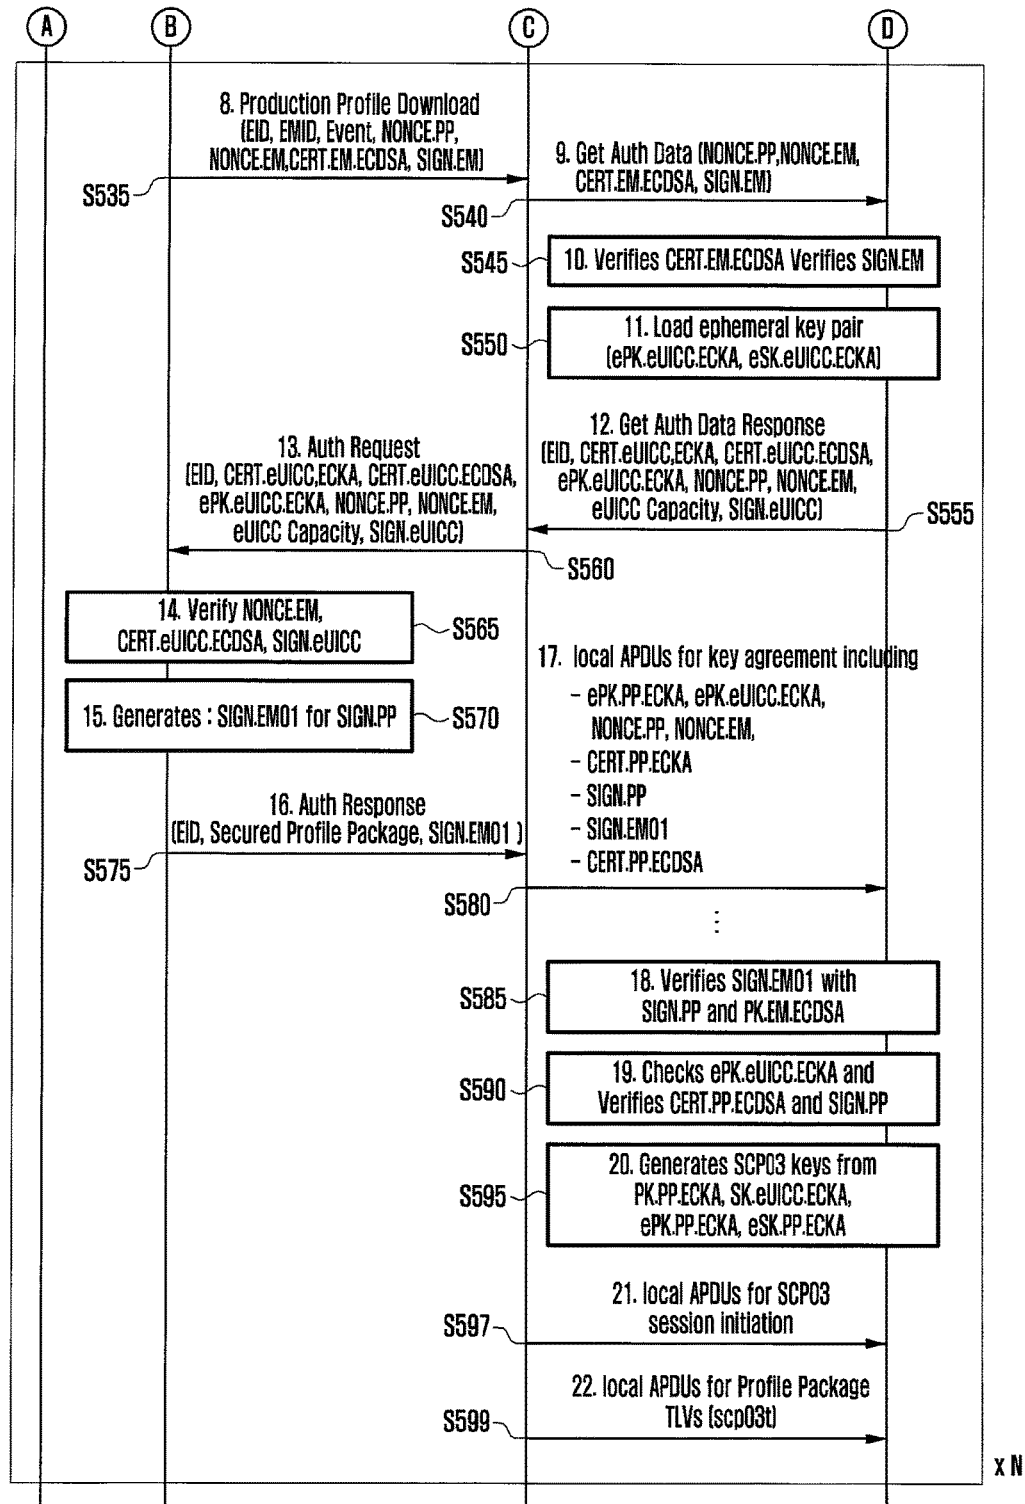 A B C D
8. Production Profile Download
(EID, EMID, Event, NONCE.PP,
NONCE.EM,CERT.EM.ECDSA, SIGN.EM)
S535
9. Get Auth Data (NONCE.PP,NONCE.EM,
CERT.EM.ECDSA, SIGN.EM)
S540
S545
10. Verifies CERT.EM.ECDSA Verifies SIGN.EM
S550
11. Load ephemeral key pair
(ePK.eUICC.ECKA, eSK.eUICC.ECKA)
12. Get Auth Data Response
(EID, CERT.eUICC,ECKA, CERT.eUICC.ECDSA,
ePK.eUICC.ECKA, NONCE.PP, NONCE.EM,
eUICC Capacity, SIGN.eUICC)
S555
13. Auth Request
(EID, CERT.eUICC,ECKA, CERT.eUICC.ECDSA,
ePK.eUICC.ECKA, NONCE.PP, NONCE.EM,
eUICC Capacity, SIGN.eUICC)
S560
14. Verify NONCE.EM,
CERT.eUICC.ECDSA, SIGN.eUICC
S565
15. Generates : SIGN.EM01 for SIGN.PP
S570
16. Auth Response
(EID, Secured Profile Package, SIGN.EM01 )
S575
17. local APDUs for key agreement including
- ePK.PP.ECKA, ePK.eUICC.ECKA,
NONCE.PP, NONCE.EM,
- CERT.PP.ECKA
- SIGN.PP
- SIGN.EM01
- CERT.PP.ECDSA
S580
S585
18. Verifies SIGN.EM01 with
SIGN.PP and PK.EM.ECDSA
S590
19. Checks ePK.eUICC.ECKA and
Verifies CERT.PP.ECDSA and SIGN.PP
S595
20. Generates SCP03 keys from
PK.PP.ECKA, SK.eUICC.ECKA,
ePK.PP.ECKA, eSK.PP.ECKA
21. local APDUs for SCP03
session initiation
S597
22. local APDUs for Profile Package
TLVs (scp03t)
S599
x N